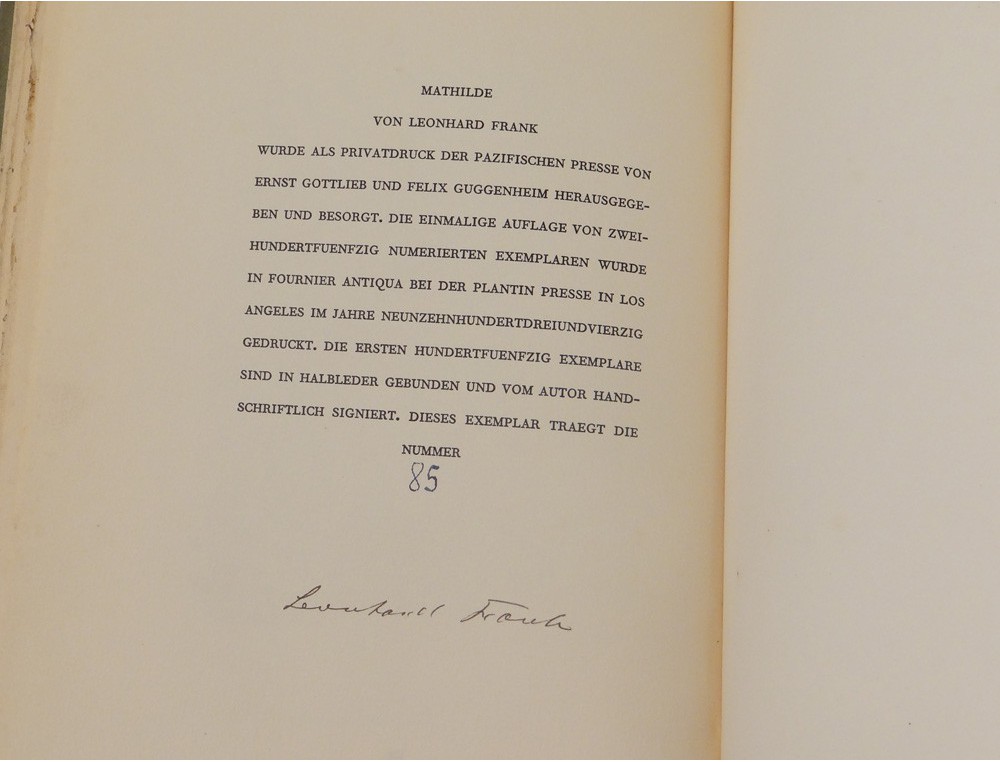 MATHILDE
VON LEONHARD FRANK
WURDE ALS PRIVATDRUCK DER PAZIFISCHEN PRESSE VON
ERNST GOTTLIEB UND FELIX GUGGENHEIM HERAUSGEGE-
BEN UND BESORGT. DIE EINMALIGE AUFLAGE VON ZWEI-
HUNDERTFUENFZIG NUMERIERTEN EXEMPLAREN WURDE
IN FOURNIER ANTIQUA BEI DER PLANTIN PRESSE IN LOS
ANGELES IM JAHRE NEUNZEHNHUNDERTDREIUNDVIERZIG
GEDRUCKT. DIE ERSTEN HUNDERTFUENFZIG EXEMPLARE
SIND IN HALBLEDER GEBUNDEN UND VOM AUTOR HAND-
SCHRIFTLICH SIGNIERT. DIESES EXEMPLAR TRAEGT DIE
NUMMER
85
Leonhard Frank